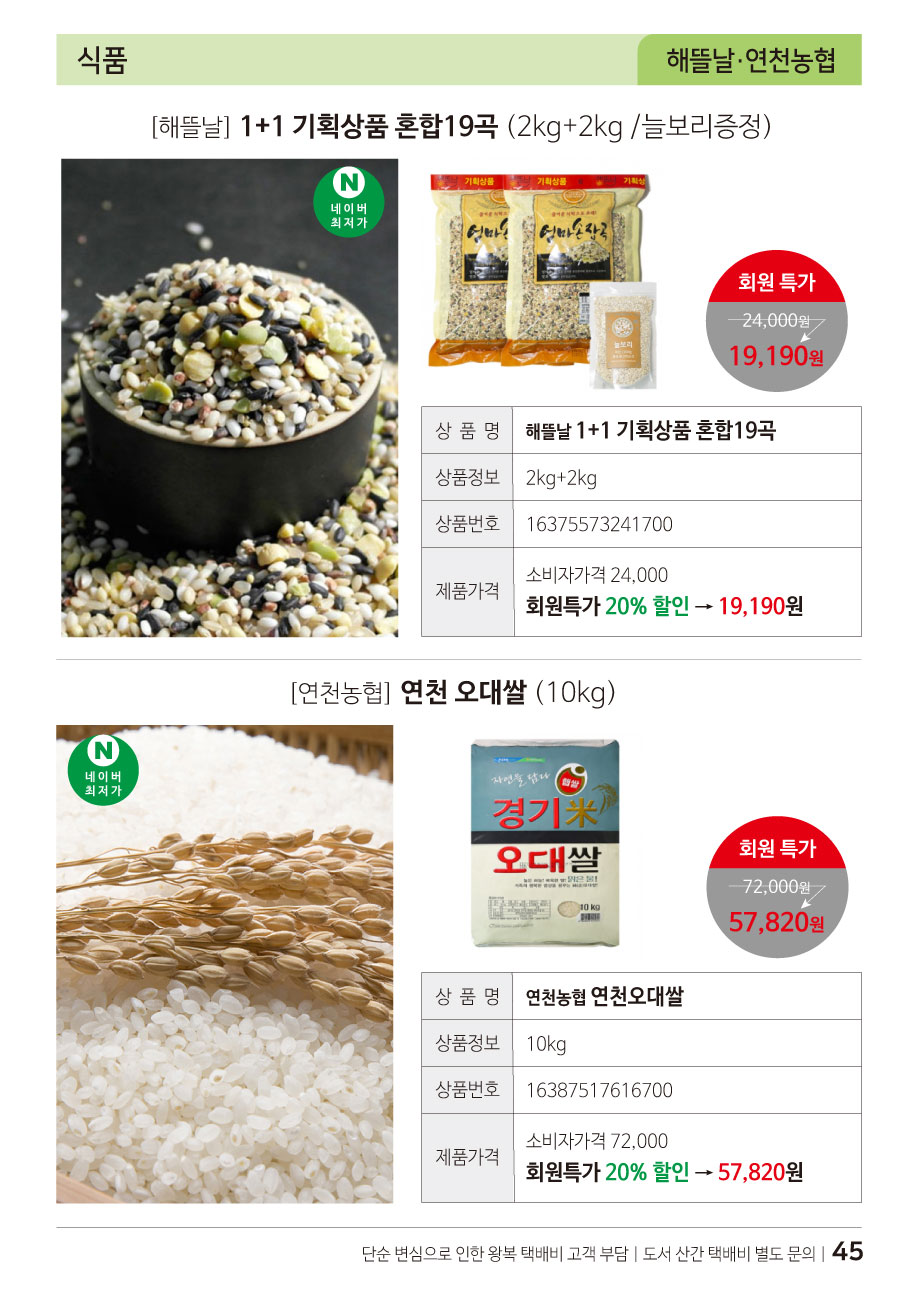 식품
해뜰날·연천농협
[해뜰날] 1+1 기획상품 혼합19곡 (2kg+2kg /늘보리증정)
N
네이버
최저가
기획상품
기획상품
기획상
엄마손
엄마손잡곡
늘보리
회원 특가
24,000원
19,190원
상 품 명
해뜰날 1+1 기획상품 혼합19곡
상품정보
2kg+2kg
상품번호
16375573241700
제품가격
소비자가격 24,000
회원특가 20% 할인 → 19,190원
[연천농협] 연천 오대쌀 (10kg)
N
네이버
최저가
자연을 담다
햅쌀
경기米
오대쌀
10 kg
회원 특가
72,000원
57,820원
상 품 명
연천농협 연천오대쌀
상품정보
10kg
상품번호
16387517616700
제품가격
소비자가격 72,000
회원특가 20% 할인 → 57,820원
단순 변심으로 인한 왕복 택배비 고객 부담 | 도서 산간 택배비 별도 문의 | 45